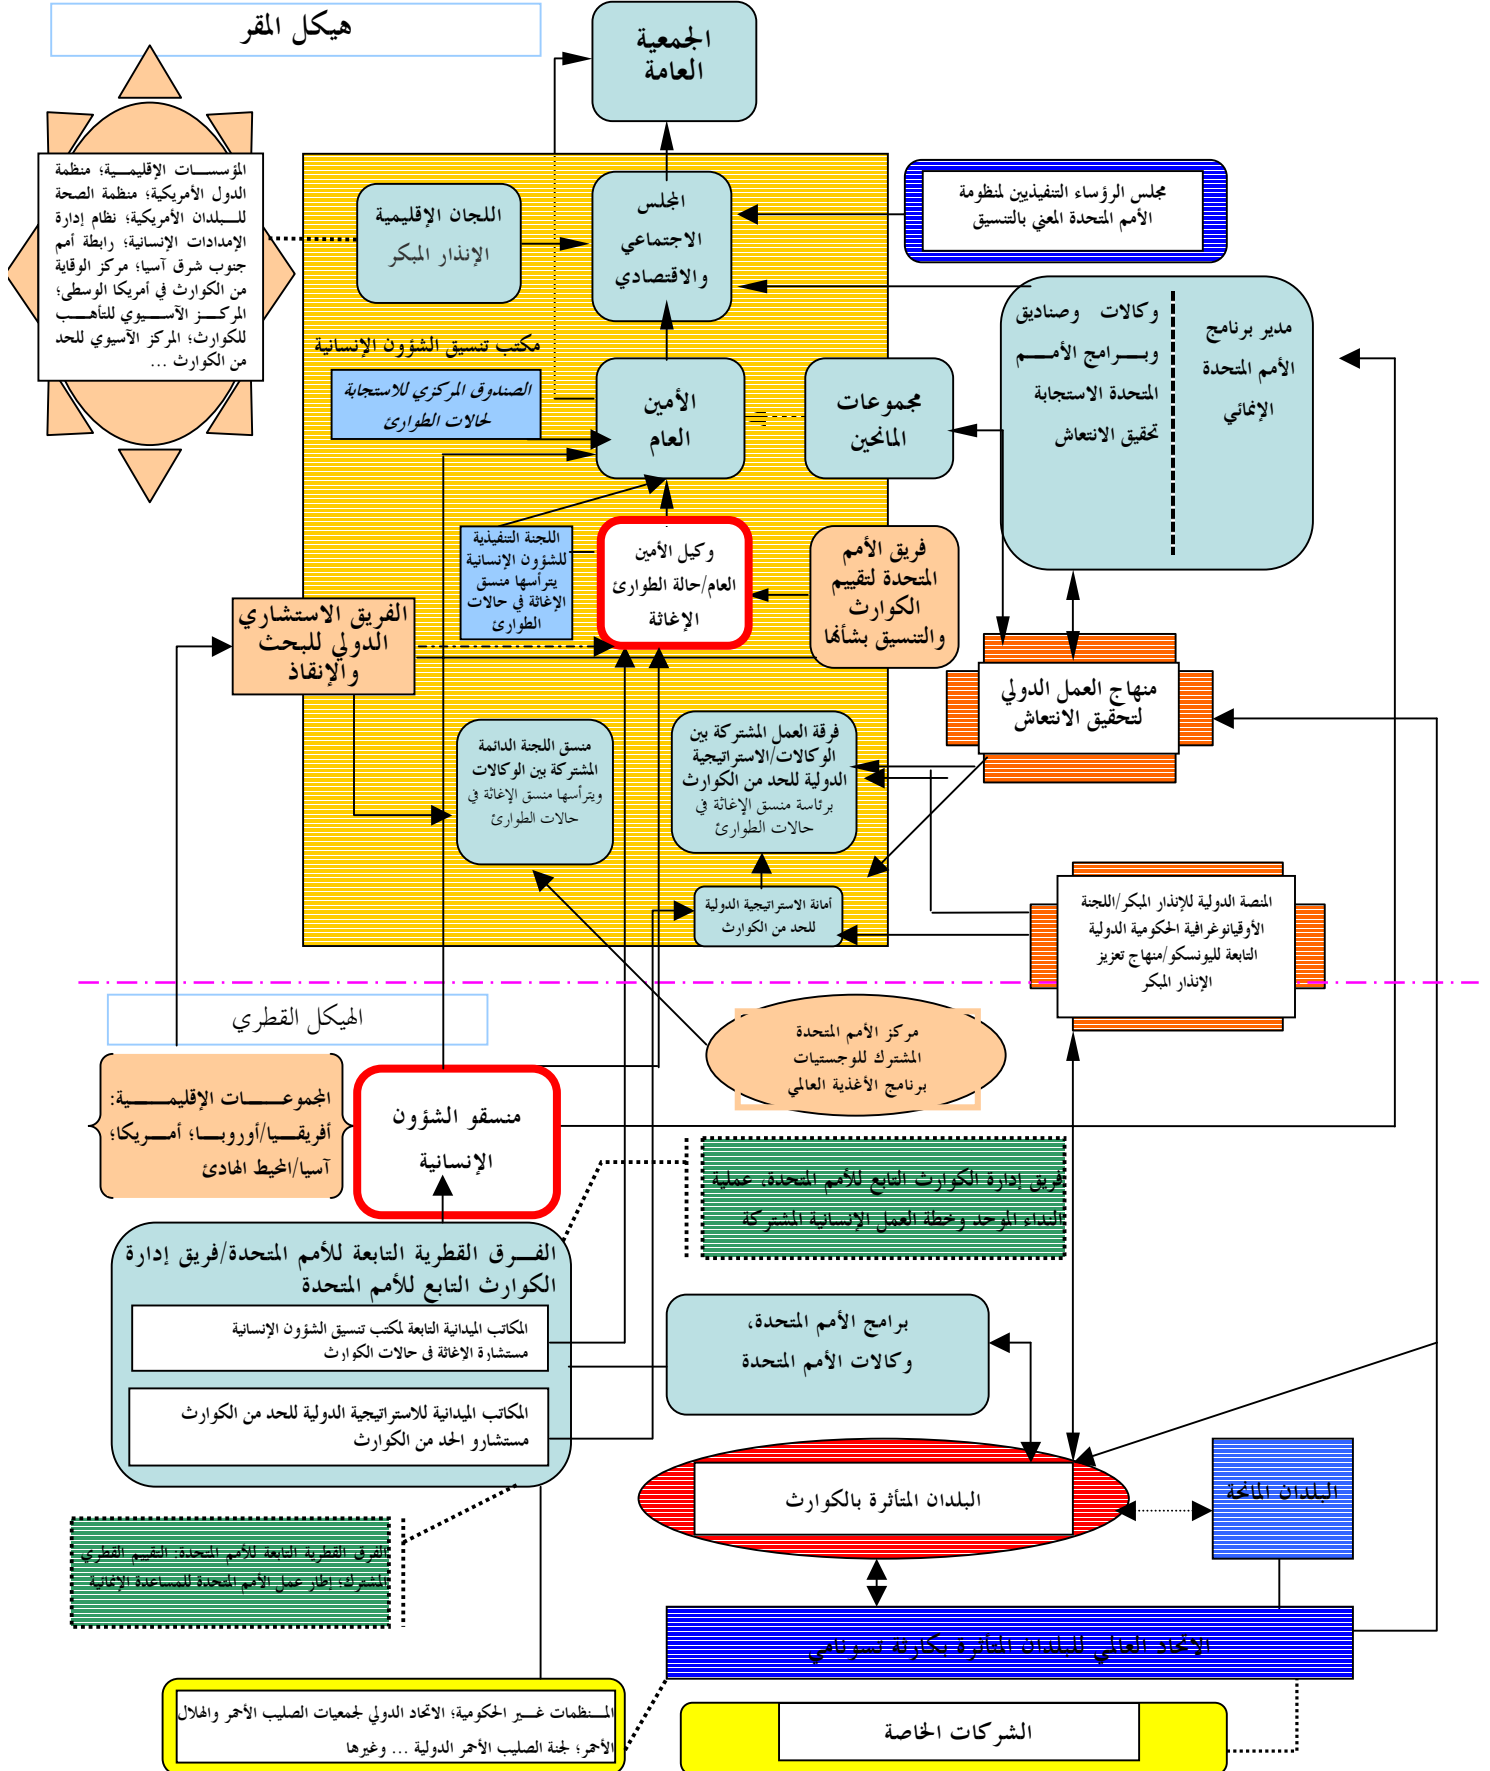 هيكل المقر
الجمعية
العامة
المؤسسات الإقليمية؛ منظمة
الدول الأمريكية؛ منظمة الصحة
للبلدان الأمريكية؛ نظام إدارة
الإمدادات الإنسانية؛ رابطة أمم
جنوب شرق آسيا؛ مركز الوقاية
من الكوارث في أمريكا الوسطى؛
المركز الآسيوي للتأهب
للكوارث؛ المركز الآسيوي للحد
من الكوارث ...
اللجان الإقليمية
الإنذار المبكر
المجلس
الاجتماعي
والاقتصادي
مجلس الرؤساء التنفيذيين لمنظومة
الأمم المتحدة المعني بالتنسيق
مدير برنامج
الأمم المتحدة
الإنمائي
وكالات وصناديق
وبرامج الأمم
المتحدة الاستجابة
تحقيق الانتعاش
مكتب تنسيق الشؤون الإنسانية
الصندوق المركزي للاستجابة
لحالات الطوارئ
الأمين
العام
مجموعات
المانحين
اللجنة التنفيذية
للشؤون الإنسانية
يترأسها منسق
الإغاثة في حالات
الطوارئ
وكيل الأمين
العام/حالة الطوارئ
الإغاثة
فريق الأمم
المتحدة لتقييم
الكوارث
والتنسيق بشأنها
الفريق الاستشاري
الدولي للبحث
والإنقاذ
منهاج العمل الدولي
لتحقيق الانتعاش
منسق اللجنة الدائمة
المشتركة بين الوكالات
ويترأسها منسق الإغاثة في
حالات الطوارئ
فرقة العمل المشتركة بين
الوكالات/الاستراتيجية
الدولية للحد من الكوارث
برئاسة منسق الإغاثة في
حالات الطوارئ
أمانة الاستراتيجية الدولية
للحد من الكوارث
المنصة الدولية للإنذار المبكر/اللجنة
الأوقيانوغرافية الحكومية الدولية
التابعة لليونسكو/منهاج تعزيز
الإنذار المبكر
الهيكل القطري
مركز الأمم المتحدة
المشترك للوجستيات
برنامج الأغذية العالمي
المجموعات الإقليمية:
أفريقيا/أوروبا؛ أمريكا؛
آسيا/المحيط الهادئ
منسقو الشؤون
الإنسانية
فريق إدارة الكوارث التابع للأمم المتحدة، عملية
النداء الموحد وخطة العمل الإنسانية المشتركة
الفرق القطرية التابعة للأمم المتحدة/فريق إدارة
الكوارث التابع للأمم المتحدة
المكاتب الميدانية التابعة لمكتب تنسيق الشؤون الإنسانية
مستشارة الإغاثة في حالات الكوارث
المكاتب الميدانية للاستراتيجية الدولية للحد من الكوارث
مستشارو الحد من الكوارث
برامج الأمم المتحدة،
وكالات الأمم المتحدة
البلدان المتأثرة بالكوارث
البلدان المانحة
الفرق القطرية التابعة للأمم المتحدة: التقييم القطري
المشترك؛ إطار عمل الأمم المتحدة للمساعدة الإنمائية
الاتحاد العالمي للبلدان المتأثرة بكارثة تسونامي
المنظمات غير الحكومية؛ الاتحاد الدولي لجمعيات الصليب الأحمر والهلال
الأحمر؛ لجنة الصليب الأحمر الدولية ... وغيرها
الشركات الخاصة